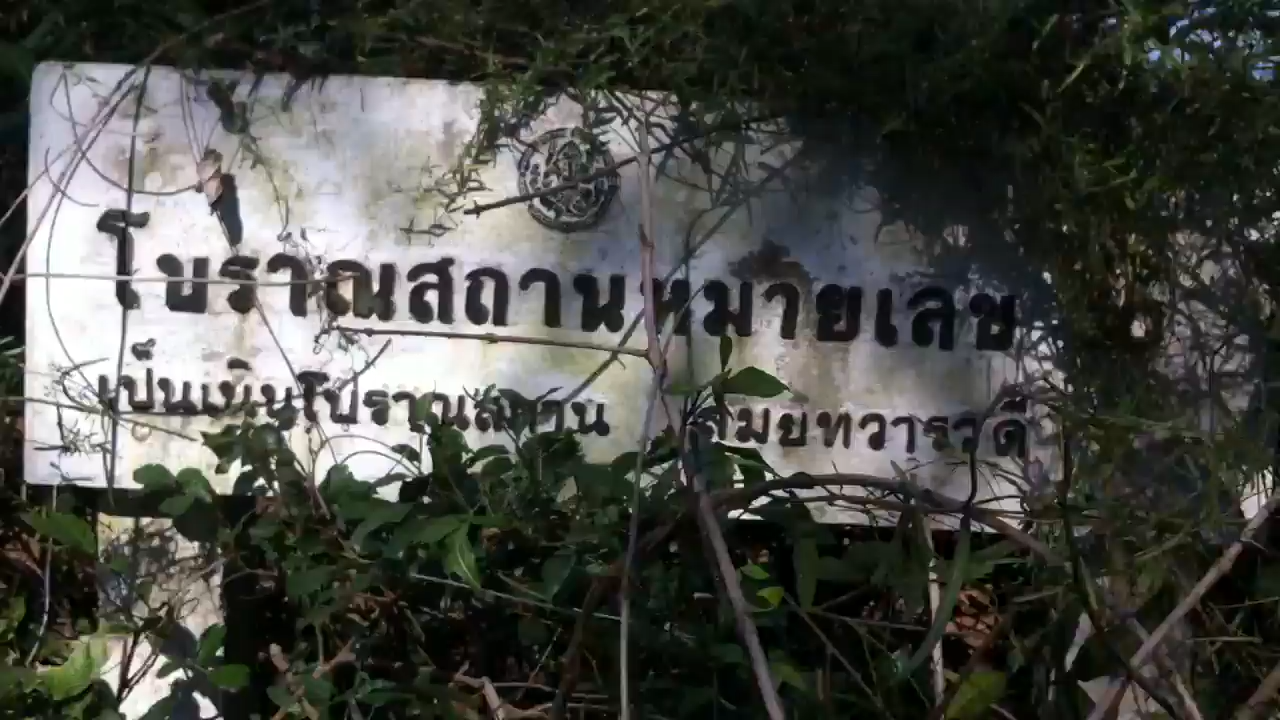 โบราณสถานหมายเลข
เป็นเนินโบราณสถาน สมัยทวารวดี